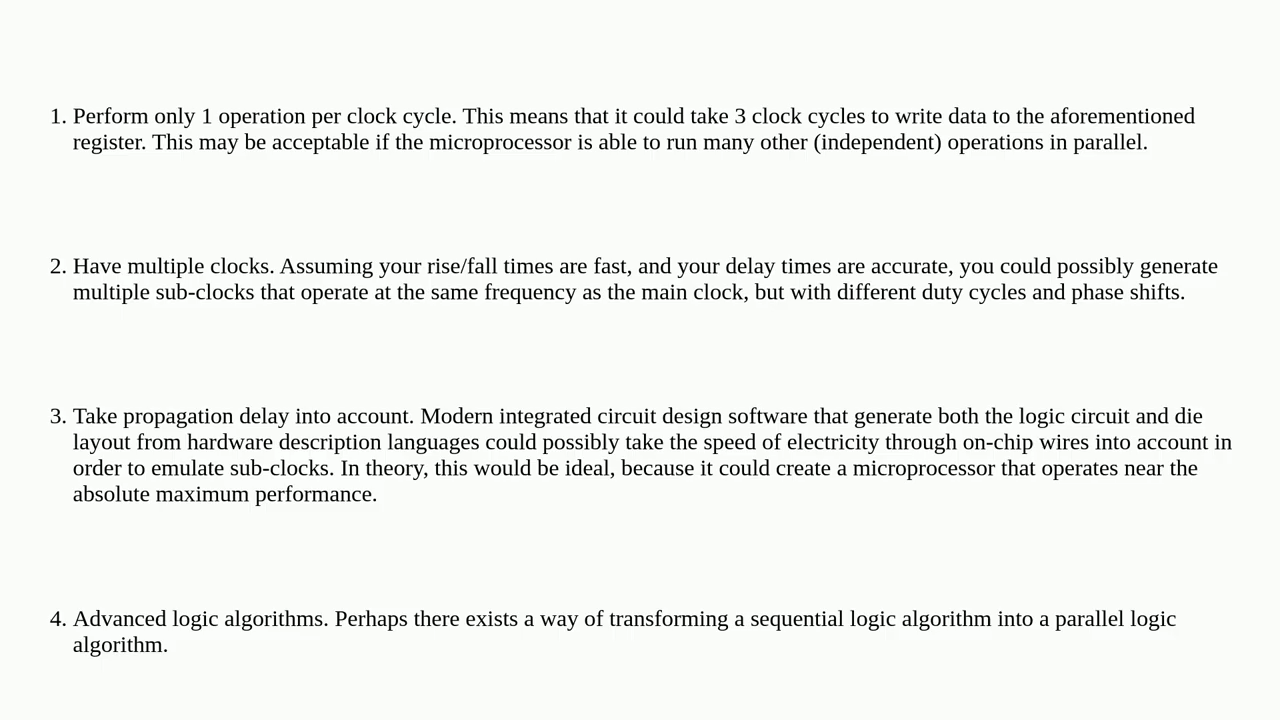 1. Perform only 1 operation per clock cycle. This means that it could take 3 clock cycles to write data to the aforementioned
register. This may be acceptable if the microprocessor is able to run many other (independent) operations in parallel.
2. Have multiple clocks. Assuming your rise/fall times are fast, and your delay times are accurate, you could possibly generate
multiple sub-clocks that operate at the same frequency as the main clock, but with different duty cycles and phase shifts.
3. Take propagation delay into account. Modern integrated circuit design software that generate both the logic circuit and die
layout from hardware description languages could possibly take the speed of electricity through on-chip wires into account in
order to emulate sub-clocks. In theory, this would be ideal, because it could create a microprocessor that operates near the
absolute maximum performance.
4. Advanced logic algorithms. Perhaps there exists a way of transforming a sequential logic algorithm into a parallel logic
algorithm.